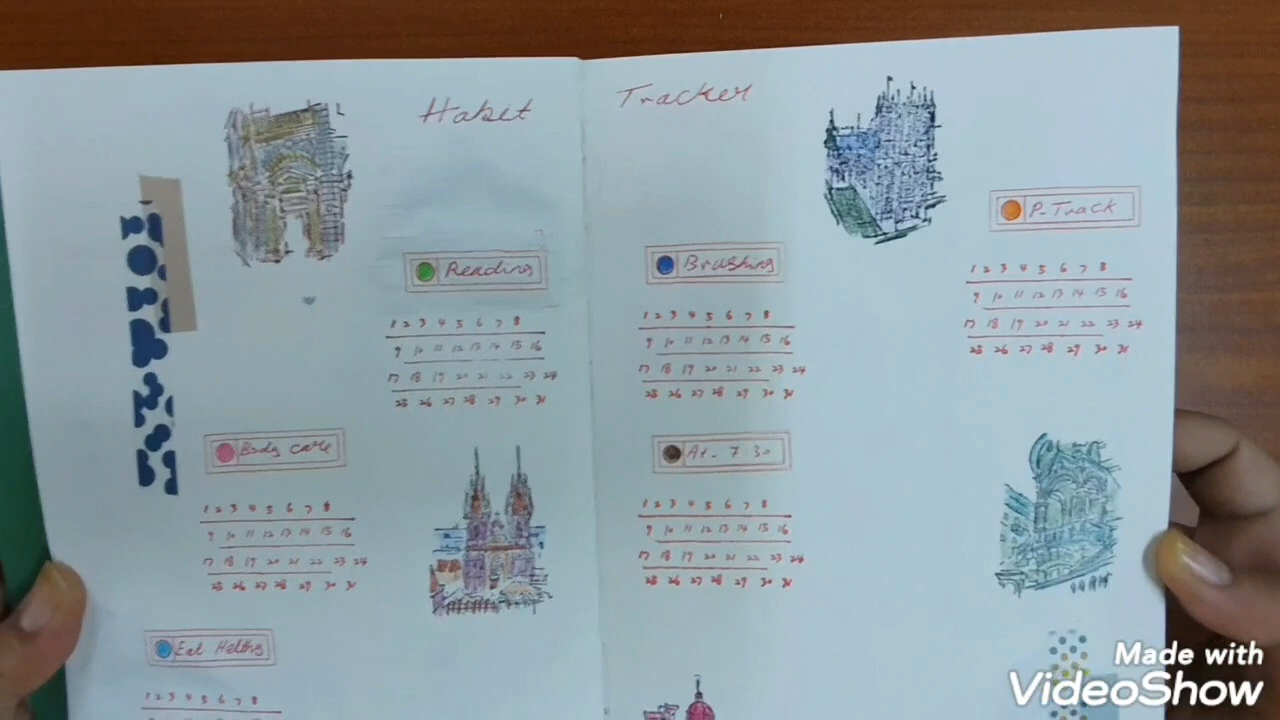 Habit Tracker
Reading
1 2 3 4 5 6 7 8
9 10 11 12 13 14 15 16
17 18 19 20 21 22 23 24
25 26 27 28 29 30 31
Body care
1 2 3 4 5 6 7 8
9 10 11 12 13 14 15 16
17 18 19 20 21 22 23 24
25 26 27 28 29 30 31
Eat Helthy
1 2 3 4 5 6 7 8
Brushing
1 2 3 4 5 6 7 8
9 10 11 12 13 14 15 16
17 18 19 20 21 22 23 24
25 26 27 28 29 30 31
At. 7 30
1 2 3 4 5 6 7 8
9 10 11 12 13 14 15 16
17 18 19 20 21 22 23 24
25 26 27 28 29 30 31
P-Track
1 2 3 4 5 6 7 8
9 10 11 12 13 14 15 16
17 18 19 20 21 22 23 24
25 26 27 28 29 30 31
Made with
VideoShow